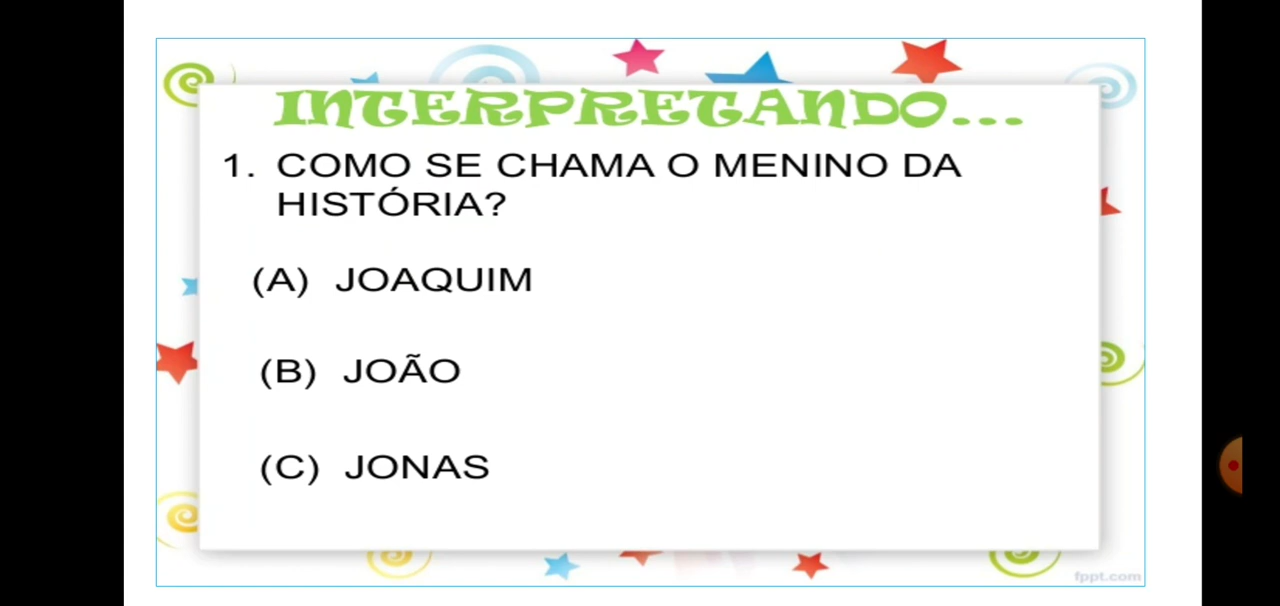 INTERPRETANDO...
1. COMO SE CHAMA O MENINO DA
HISTÓRIA?
(A) JOAQUIM
(B) JOÃO
(C) JONAS
fppt.com